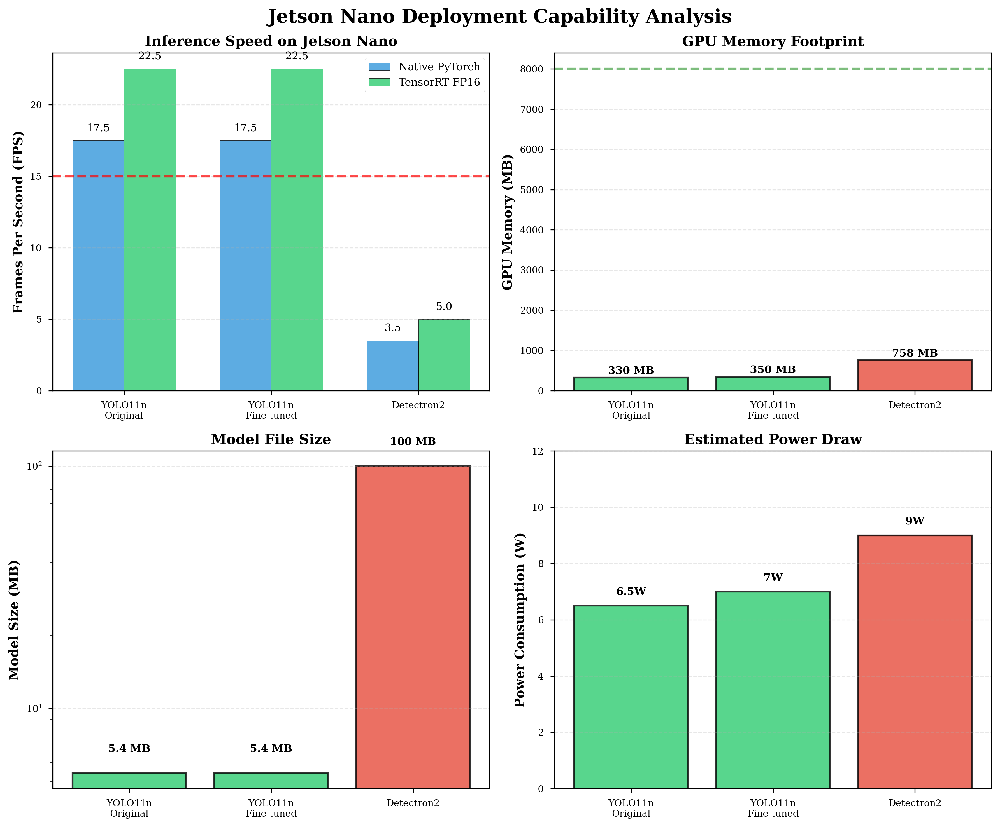 Jetson Nano Deployment Capability Analysis
Inference Speed on Jetson Nano
22.5
22.5
Native PyTorch
TensorRT FP16
20
17.5
17.5
15
10
5.0
5
3.5
0
Frames Per Second (FPS)
YOLO11n
Original
YOLO11n
Fine-tuned
Detectron2
GPU Memory Footprint
8000
7000
6000
5000
4000
3000
2000
1000
0
GPU Memory (MB)
330 MB
350 MB
758 MB
YOLO11n
Original
YOLO11n
Fine-tuned
Detectron2
Model File Size
100 MB
10²
10¹
Model Size (MB)
5.4 MB
5.4 MB
YOLO11n
Original
YOLO11n
Fine-tuned
Detectron2
Estimated Power Draw
12
10
8
6
4
2
0
Power Consumption (W)
6.5W
7W
9W
YOLO11n
Original
YOLO11n
Fine-tuned
Detectron2